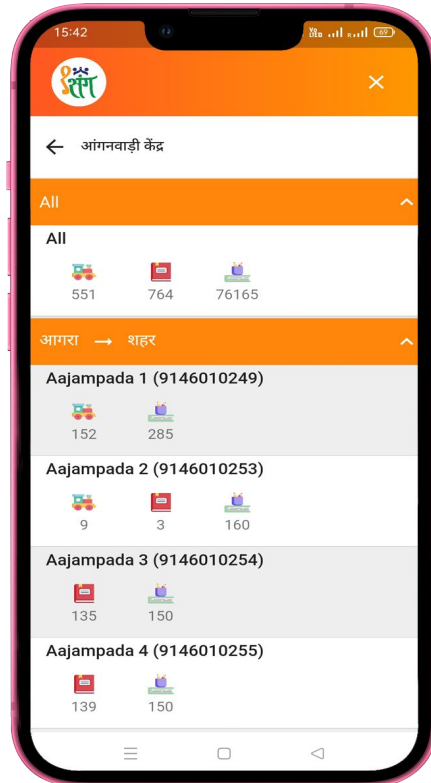 15:42
69
संग
आंगनवाड़ी केंद्र
All
All
551 764 76165
आगरा → शहर
Aajampada 1 (9146010249)
152 285
Aajampada 2 (9146010253)
9 3 160
Aajampada 3 (9146010254)
135 150
Aajampada 4 (9146010255)
139 150